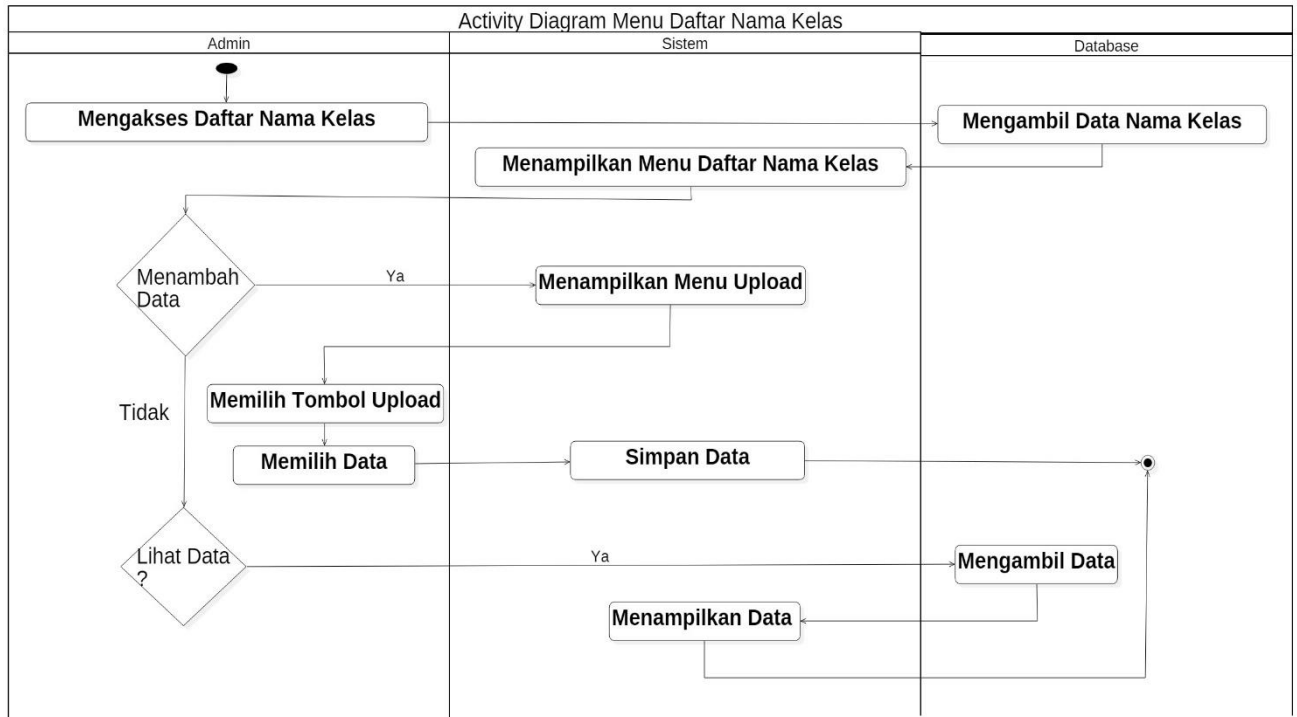 Activity Diagram Menu Daftar Nama Kelas
Admin
Sistem
Database
Mengakses Daftar Nama Kelas
Mengambil Data Nama Kelas
Menampilkan Menu Daftar Nama Kelas
Menambah
Data
Ya
Menampilkan Menu Upload
Memilih Tombol Upload
Tidak
Memilih Data
Simpan Data
Lihat Data
?
Ya
Mengambil Data
Menampilkan Data